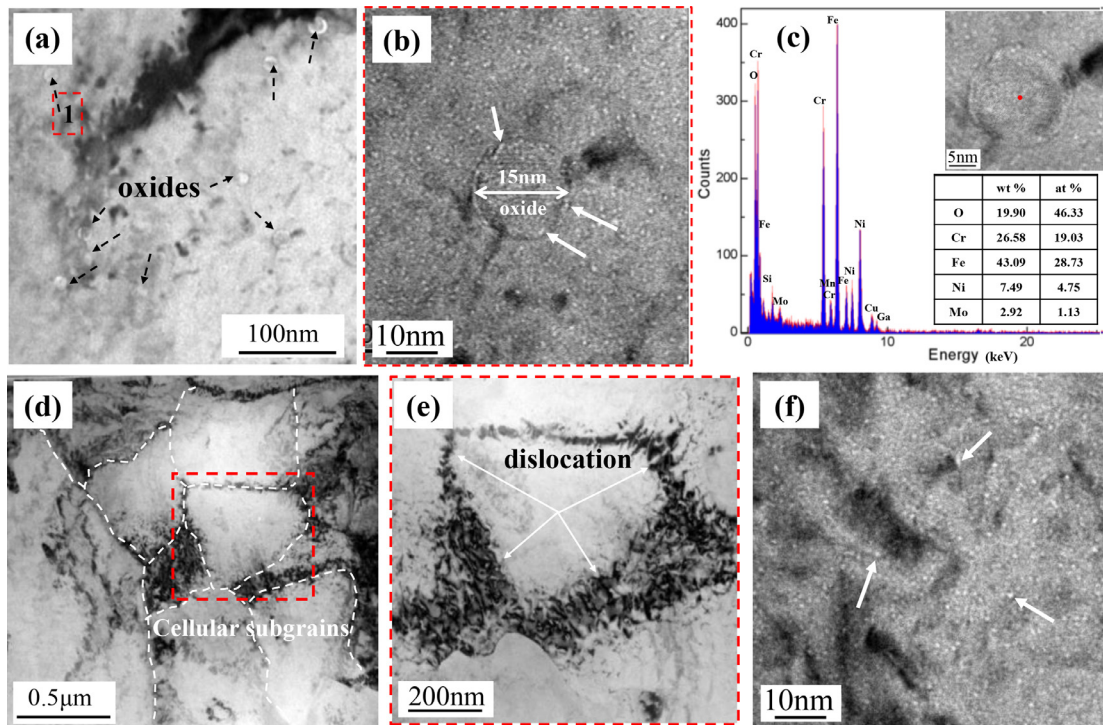 (a)
1
oxides
100nm
(b)
15nm
oxide
10nm
(c)
Counts
400
300
200
100
0
0
10
20
Energy (keV)
Cr
O
Fe
Si
Mo
Cr
Fe
Mn
Cr
Fe
Ni
Ni
Cu
Ga
5nm
wt % at %
O 19.90 46.33
Cr 26.58 19.03
Fe 43.09 28.73
Ni 7.49 4.75
Mo 2.92 1.13
(d)
Cellular subgrains
0.5μm
(e)
dislocation
200nm
(f)
10nm